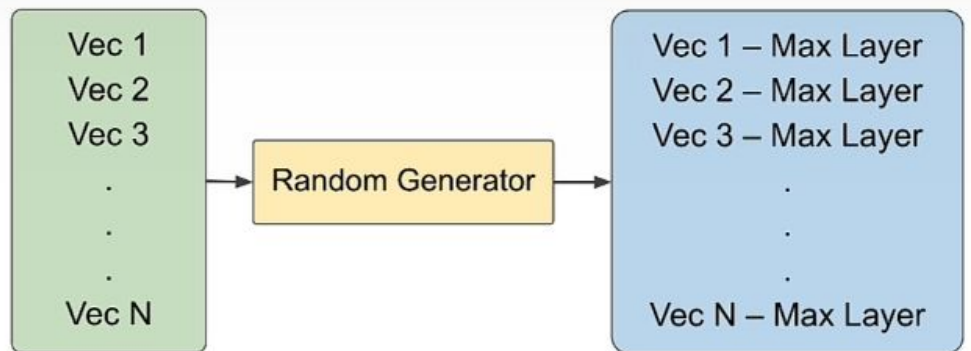 Vec 1
Vec 2
Vec 3
.
.
.
Vec N
Random Generator
Vec 1 – Max Layer
Vec 2 – Max Layer
Vec 3 – Max Layer
.
.
.
Vec N – Max Layer